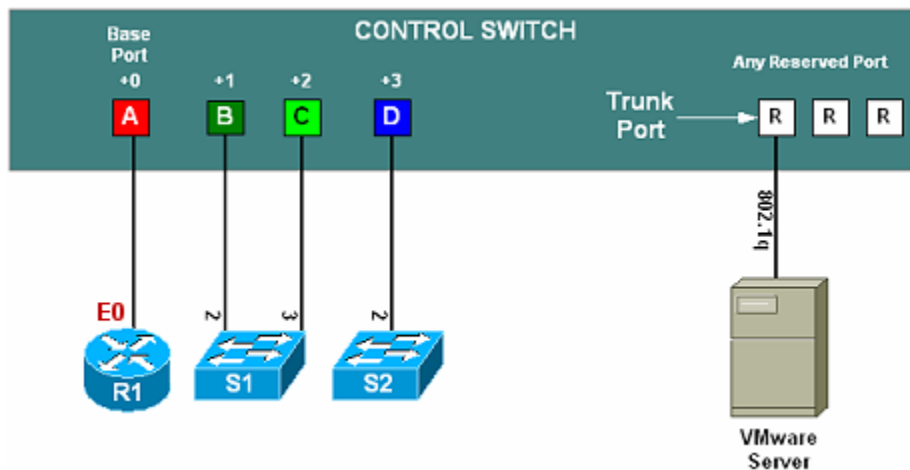 CONTROL SWITCH
Base
Port
+0
+1
+2
+3
A
B
C
D
Any Reserved Port
Trunk
Port
R
R
R
802.1q
E0
2
3
2
R1
S1
S2
VMware
Server